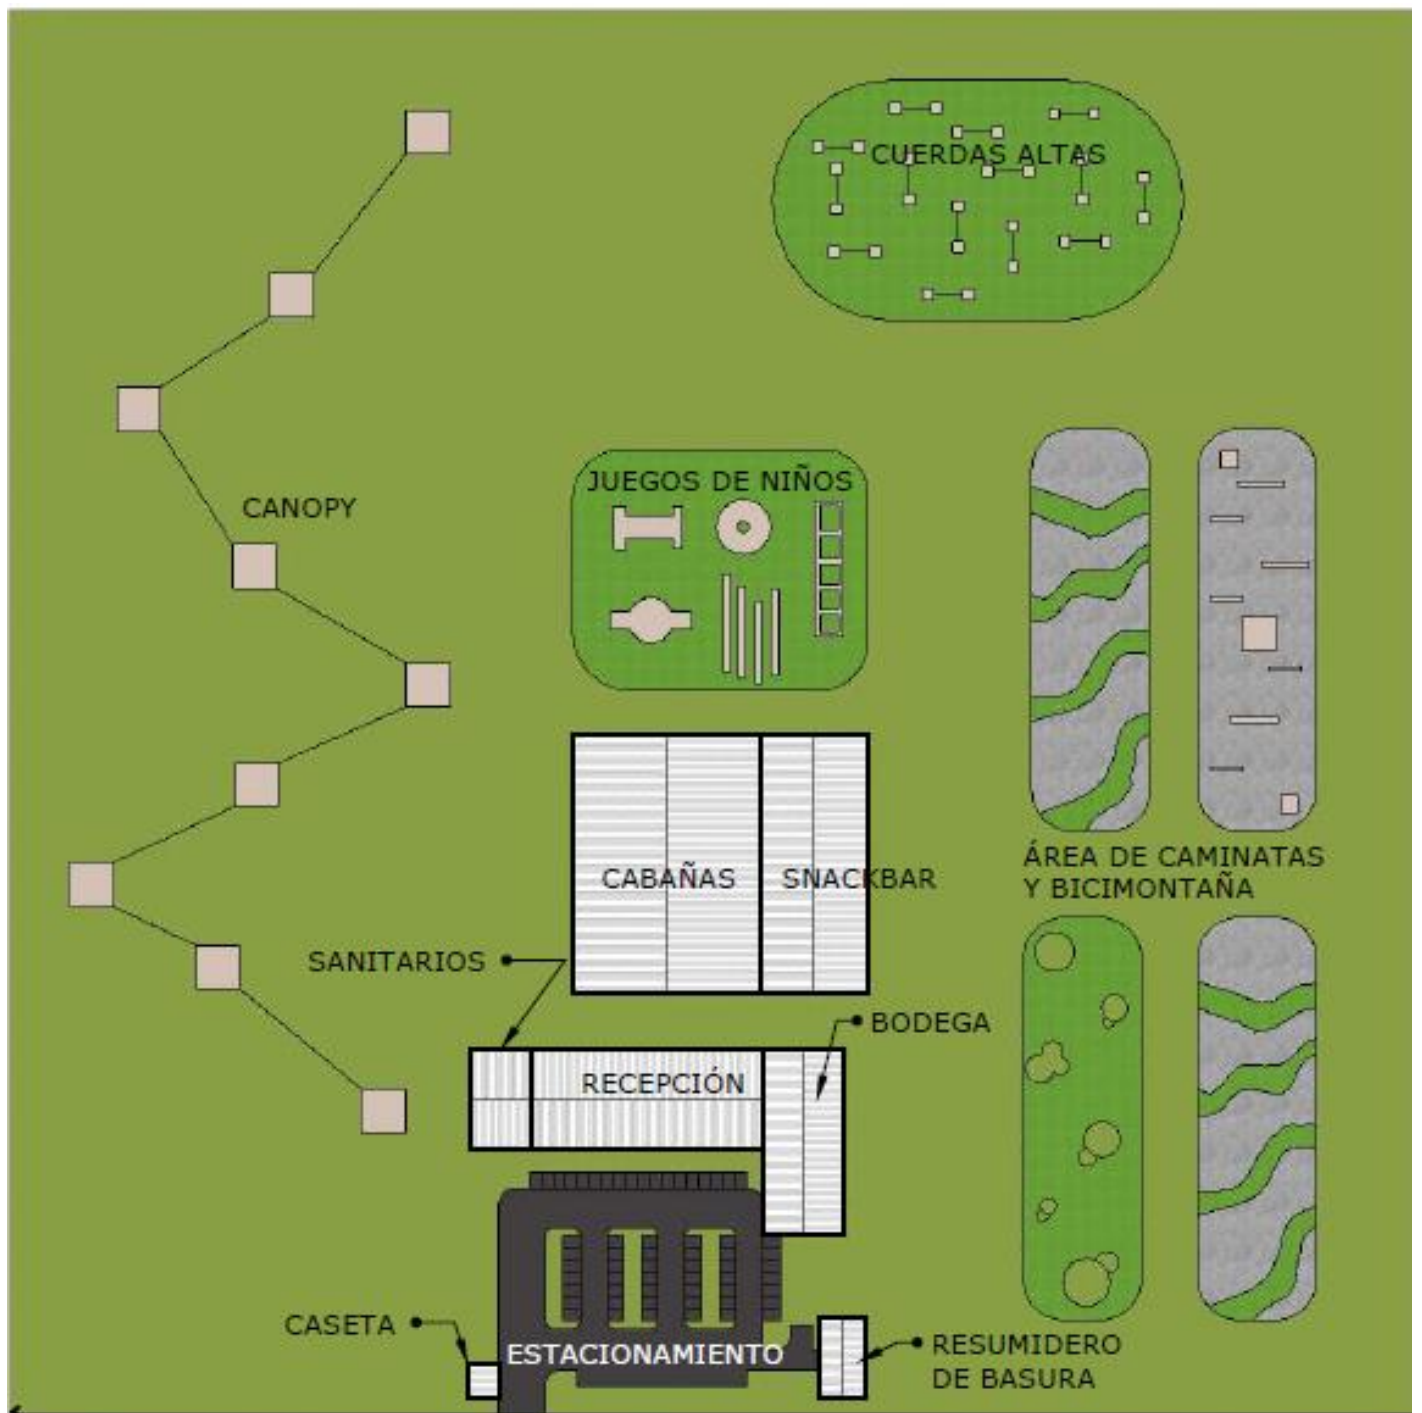 CUERDAS ALTAS
JUEGOS DE NIÑOS
CANOPY
ÁREA DE CAMINATAS
Y BICIMONTAÑA
CABAÑAS
SNACKBAR
SANITARIOS
BODEGA
RECEPCIÓN
CASETA
ESTACIONAMIENTO
RESUMIDERO
DE BASURA